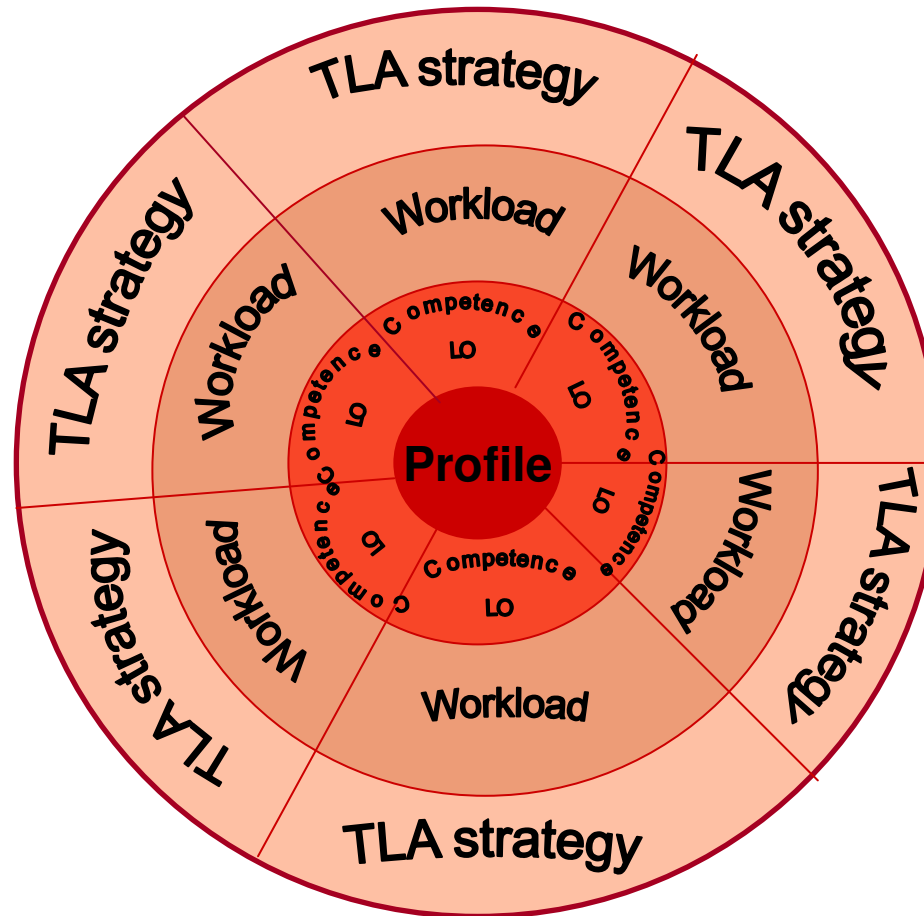 TLA strategy
TLA strategy
TLA strategy
TLA strategy
TLA strategy
TLA strategy
Workload
Workload
Workload
Workload
Workload
Workload
Competence
LO
Competence
LO
Competence
LO
Competence
LO
Competence
LO
Competence
LO
Profile